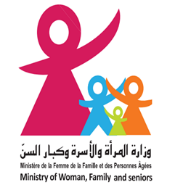 وزارة المرأة والأسرة وكبار السنّ
Ministère de la Femme de la Famille et des Personnes Agées
Ministry of Woman, Family and seniors